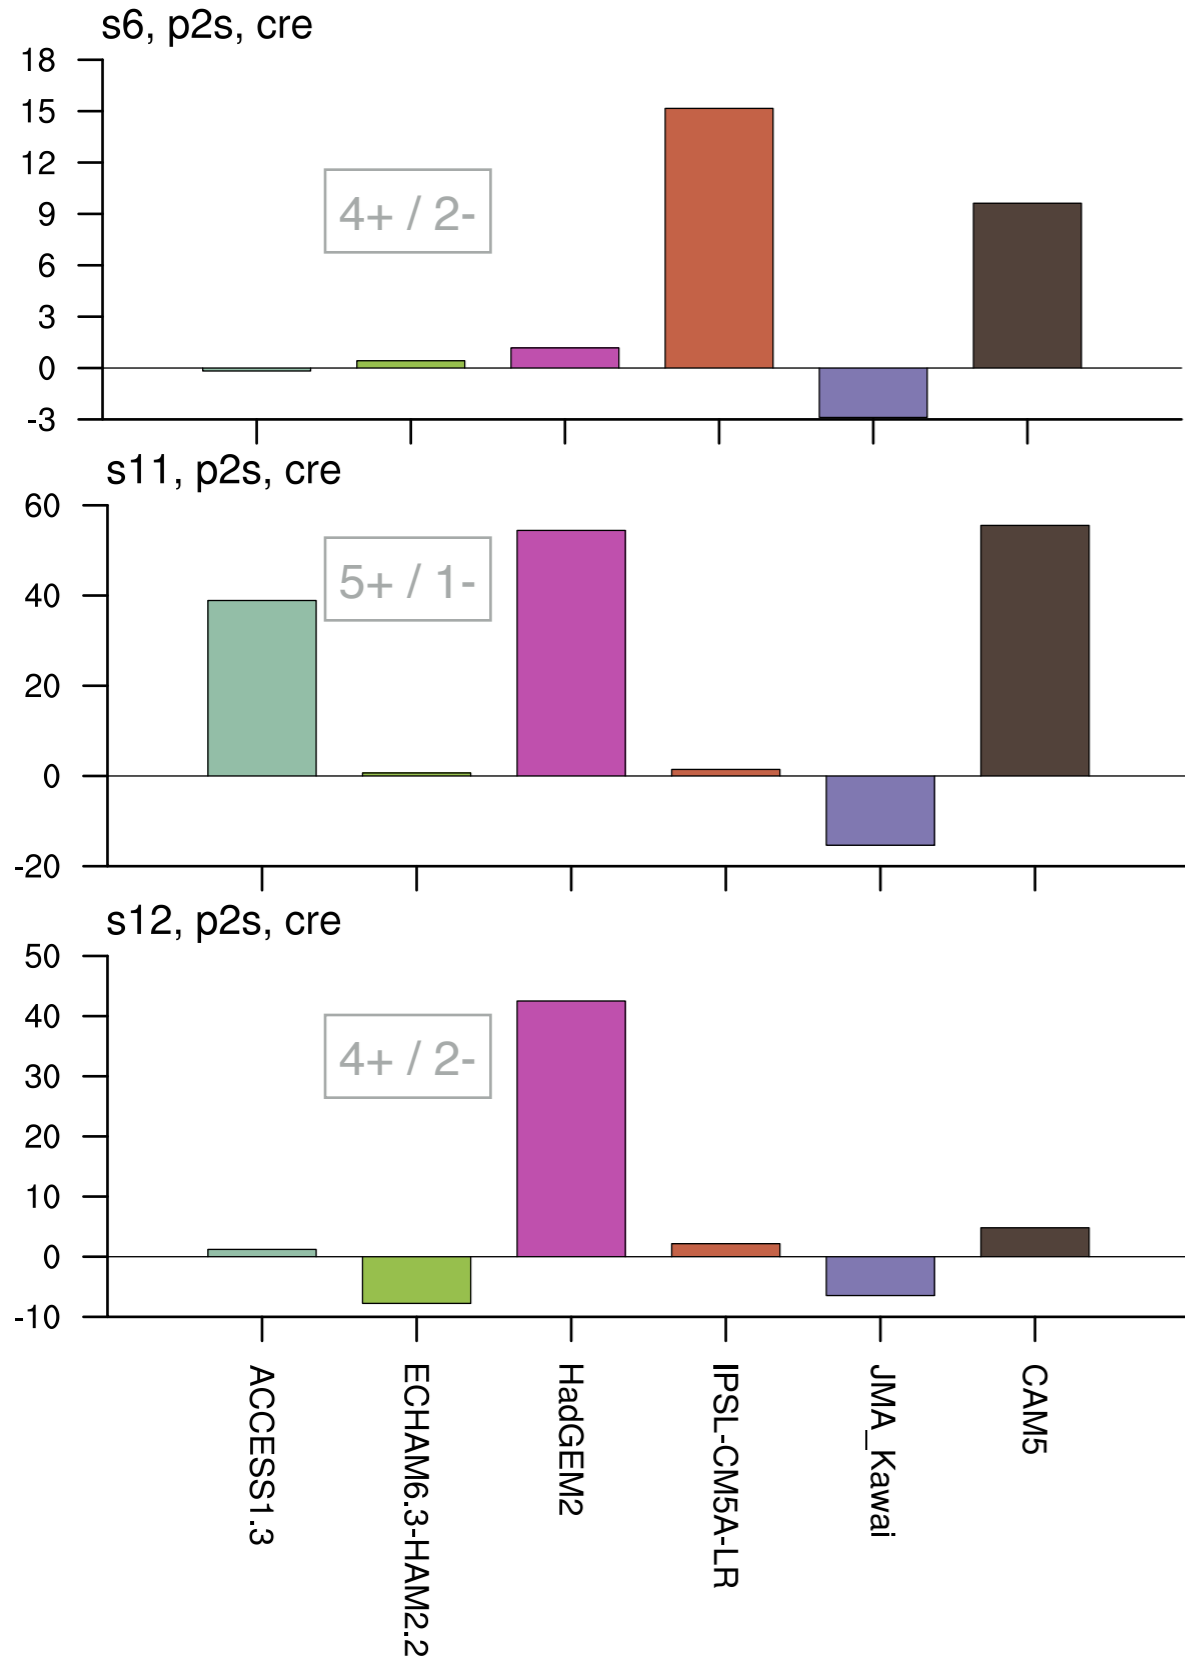 s6, p2s, cre
18
15
12
9
6
3
0
-3
4+ / 2-
s11, p2s, cre
60
40
20
0
-20
5+ / 1-
s12, p2s, cre
50
40
30
20
10
0
-10
4+ / 2-
ACCESS1.3
ECHAM6.3-HAM2.2
HadGEM2
IPSL-CM5A-LR
JMA_Kawai
CAM5